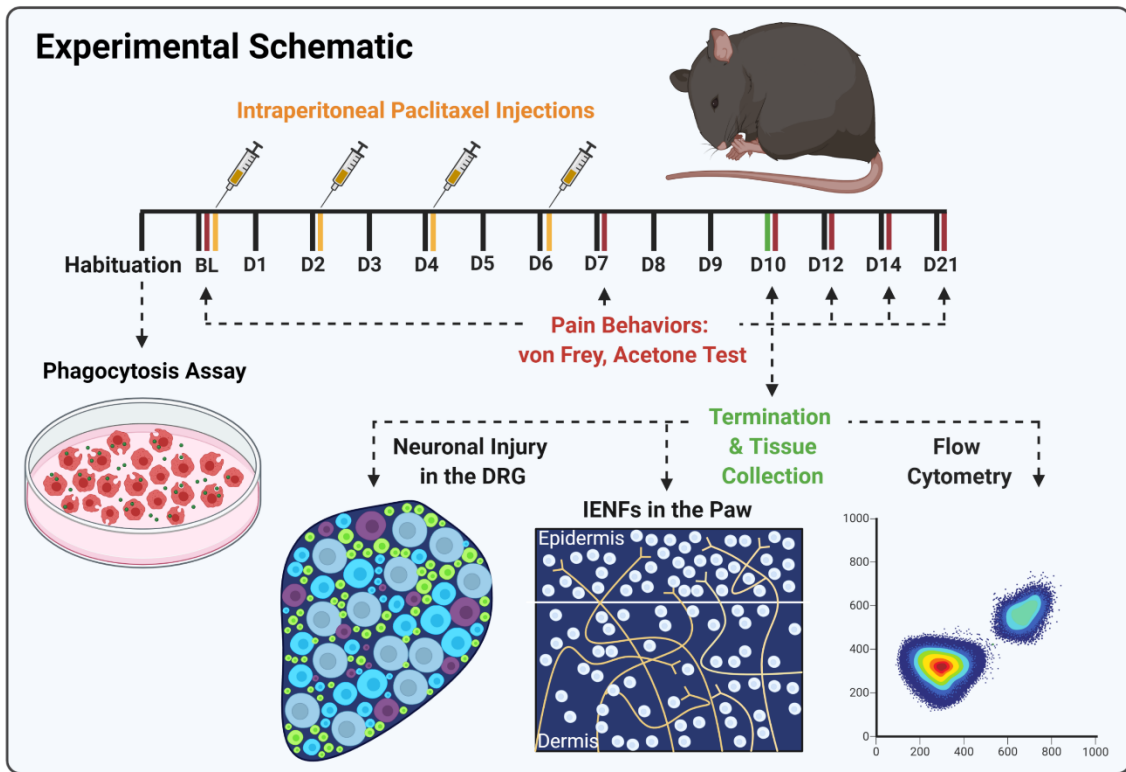 Experimental Schematic
Intraperitoneal Paclitaxel Injections
Habituation BL D1 D2 D3 D4 D5 D6 D7 D8 D9 D10 D12 D14 D21
Pain Behaviors:
von Frey, Acetone Test
Phagocytosis Assay
Termination
& Tissue
Collection
Neuronal Injury
in the DRG
Flow
Cytometry
IENFs in the Paw
Epidermis
Dermis
1000
800
600
400
200
0
0 200 400 600 800 1000